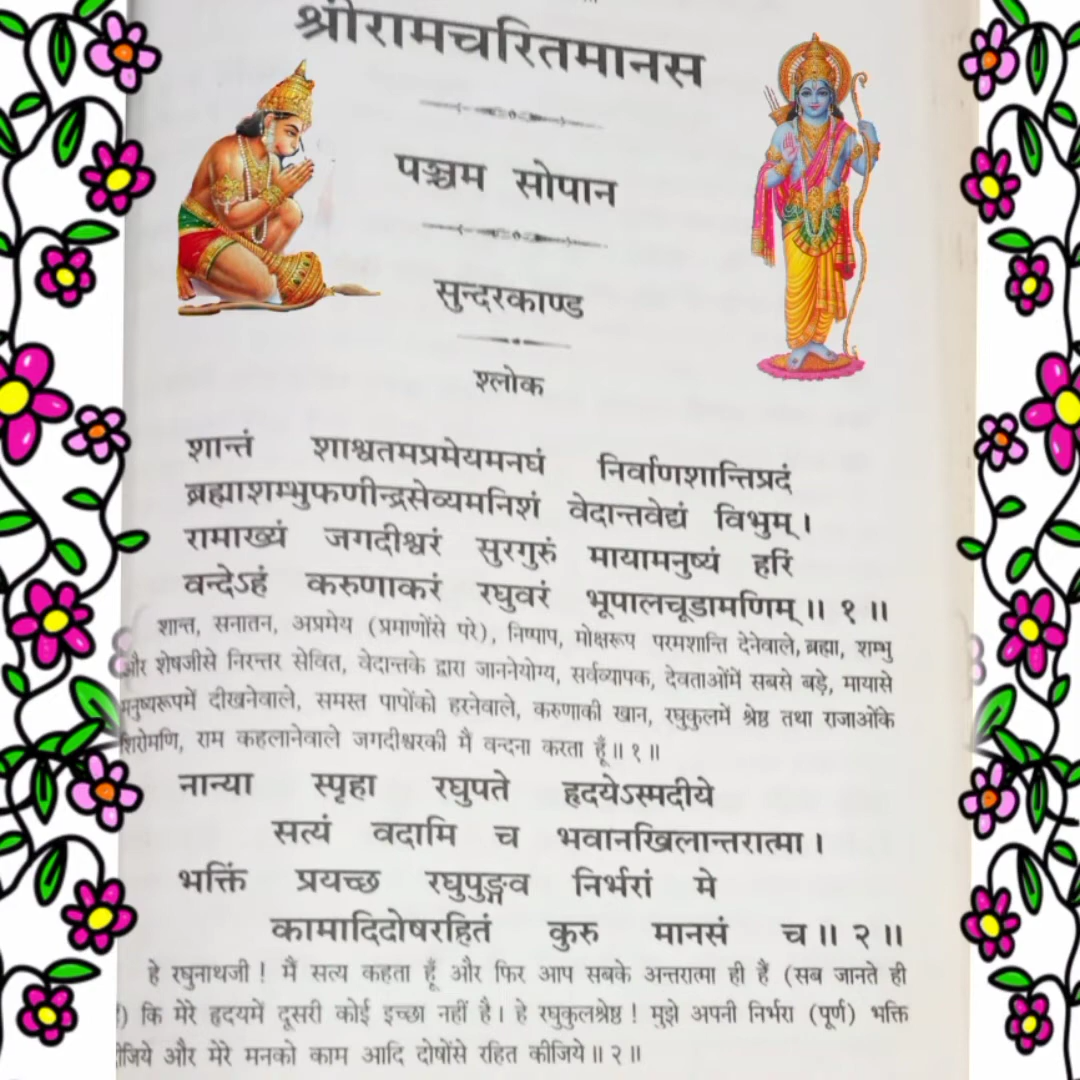 श्रीरामचरितमानस
पञ्चम सोपान
सुन्दरकाण्ड
श्लोक
शान्तं शाश्वतमप्रमेयमनघं निर्वाणशान्तिप्रदं
ब्रह्माशम्भुफणीन्द्रसेव्यमनिशं वेदान्तवेद्यं विभुम् ।
रामाख्यं जगदीश्वरं सुरगुरुं मायामनुष्यं हरिं
वन्देऽहं करुणाकरं रघुवरं भूपालचूडामणिम् ॥ १ ॥
शान्त, सनातन, अप्रमेय (प्रमाणोंसे परे), निष्पाप, मोक्षरूप परमशान्ति देनेवाले, ब्रह्मा, शम्भु
और शेषजीसे निरन्तर सेवित, वेदान्तके द्वारा जाननेयोग्य, सर्वव्यापक, देवताओंमें सबसे बड़े, मायासे
मनुष्यरूपमें दीखनेवाले, समस्त पापोंको हरनेवाले, करुणाकी खान, रघुकुलमें श्रेष्ठ तथा राजाओंके
शिरोमणि, राम कहलानेवाले जगदीश्वरकी मैं वन्दना करता हूँ ॥ १ ॥
नान्या स्पृहा रघुपते हृदयेऽस्मदीये
सत्यं वदामि च भवानखिलान्तरात्मा ।
भक्तिं प्रयच्छ रघुपुङ्गव निर्भरां मे
कामादिदोषरहितं कुरु मानसं च ॥ २ ॥
हे रघुनाथजी ! मैं सत्य कहता हूँ और फिर आप सबके अन्तरात्मा ही हैं (सब जानते ही
) कि मेरे हृदयमें दूसरी कोई इच्छा नहीं है। हे रघुकुलश्रेष्ठ ! मुझे अपनी निर्भरा (पूर्ण) भक्ति
और मेरे मनको काम आदि दोषोंसे रहित कीजिये ॥ २ ॥